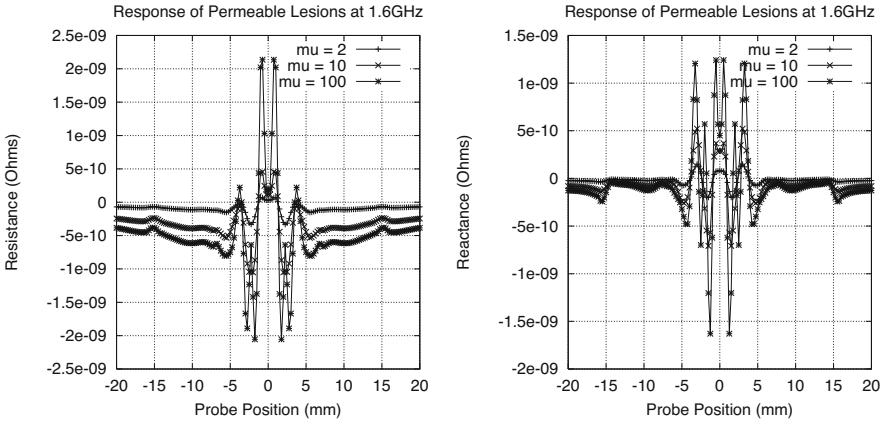 Response of Permeable Lesions at 1.6GHz
2.5e-09
2e-09
1.5e-09
1e-09
5e-10
0
-5e-10
-1e-09
-1.5e-09
-2e-09
-2.5e-09
Resistance (Ohms)
mu = 2
mu = 10
mu = 100
-20 -15 -10 -5 0 5 10 15 20
Probe Position (mm)
Response of Permeable Lesions at 1.6GHz
1.5e-09
1e-09
5e-10
0
-5e-10
-1e-09
-1.5e-09
-2e-09
Reactance (Ohms)
mu = 2
mu = 10
mu = 100
-20 -15 -10 -5 0 5 10 15 20
Probe Position (mm)